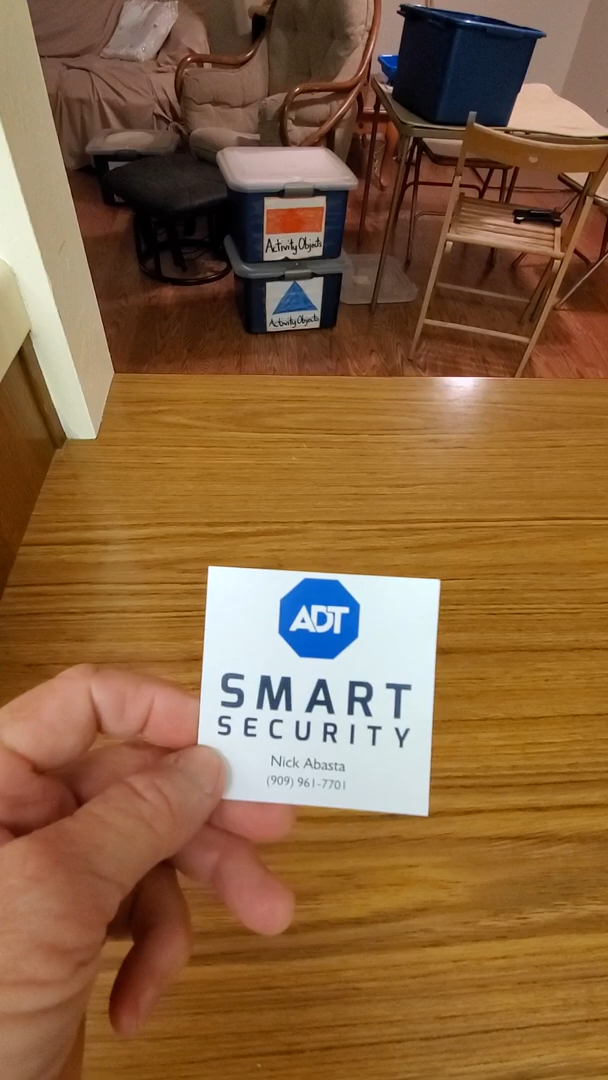 Activity Objects
Activity Objects
ADT
SMART
SECURITY
Nick Abasta
(909) 961-7701